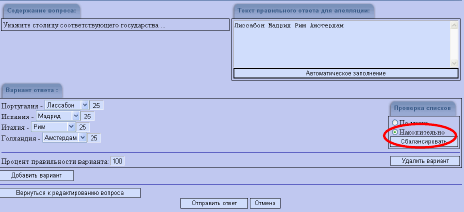 Содержание вопроса:
Текст правильного ответа для апелляции:
Укажите столицу соответствующего государства ...
Лиссабон Мадрид Рим Амстердам
Автоматическое заполнение
Вариант ответа :
Португалия - Лиссабон 25
Испания - Мадрид 25
Италия - Рим 25
Голландия - Амстердам 25
Проверка списков
Накопительно
Сбалансировать
Процент правильности варианта: 100
Удалить вариант
Добавить вариант
Вернуться к редактированию вопроса
Отправить ответ
Отмена